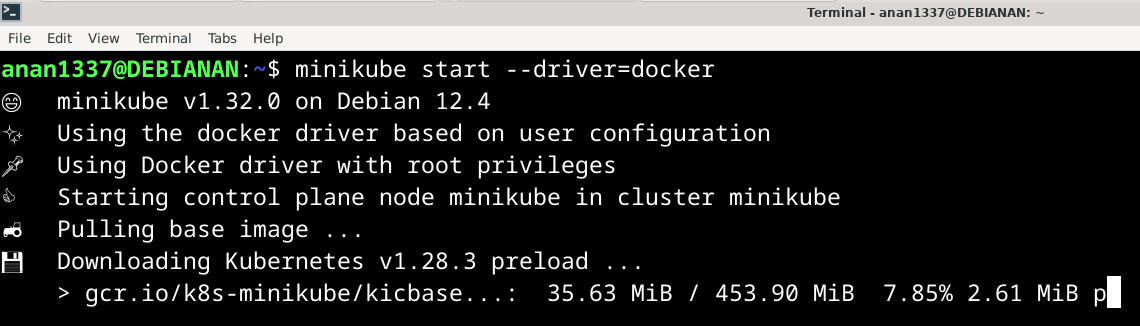 Terminal - anan1337@DEBIANAN: ~
File Edit View Terminal Tabs Help
anan1337@DEBIANAN:~$ minikube start --driver=docker
minikube v1.32.0 on Debian 12.4
Using the docker driver based on user configuration
Using Docker driver with root privileges
Starting control plane node minikube in cluster minikube
Pulling base image ...
Downloading Kubernetes v1.28.3 preload ...
> gcr.io/k8s-minikube/kicbase...: 35.63 MiB / 453.90 MiB 7.85% 2.61 MiB p